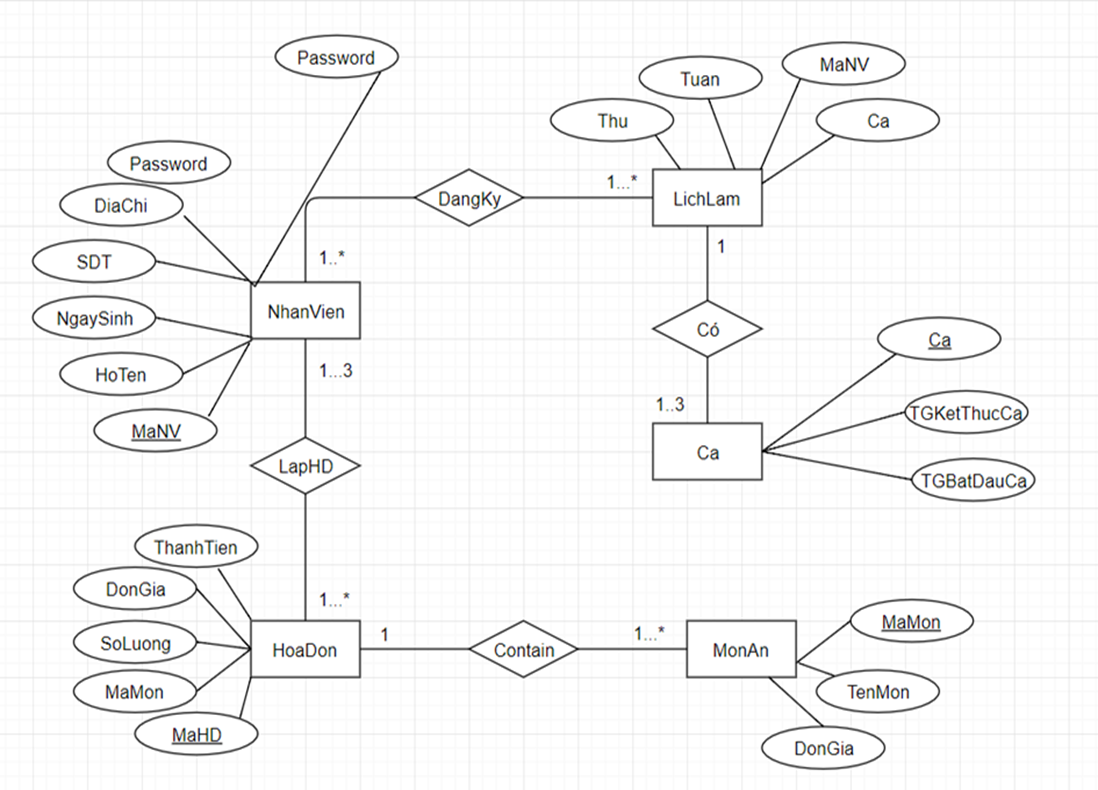 Password
Tuan
MaNV
Thu
Ca
Password
DiaChi
DangKy
1...*
LichLam
SDT
1..*
1
NgaySinh
NhanVien
Có
Ca
HoTen
1...3
1..3
TGKetThucCa
MaNV
LapHD
Ca
TGBatDauCa
ThanhTien
DonGia
1...*
SoLuong
HoaDon
1
Contain
1...*
MonAn
MaMon
MaMon
TenMon
MaHD
DonGia